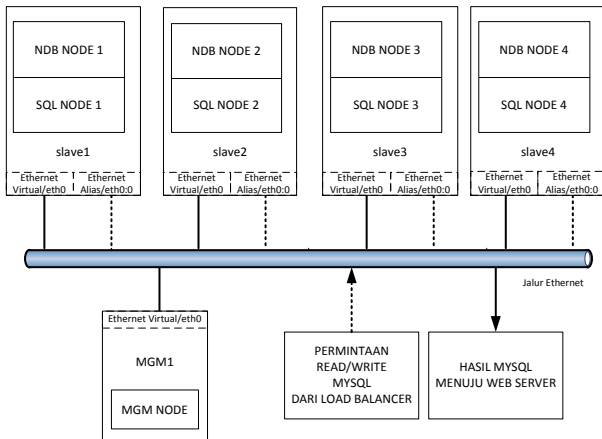 NDB NODE 1
SQL NODE 1
slave1
Ethernet
Virtual/eth0
Ethernet
Alias/eth0:0
NDB NODE 2
SQL NODE 2
slave2
Ethernet
Virtual/eth0
Ethernet
Alias/eth0:0
NDB NODE 3
SQL NODE 3
slave3
Ethernet
Virtual/eth0
Ethernet
Alias/eth0:0
NDB NODE 4
SQL NODE 4
slave4
Ethernet
Virtual/eth0
Ethernet
Alias/eth0:0
Jalur Ethernet
Ethernet Virtual/eth0
MGM1
MGM NODE
PERMINTAAN
READ/WRITE
MYSQL
DARI LOAD BALANCER
HASIL MYSQL
MENUJU WEB SERVER